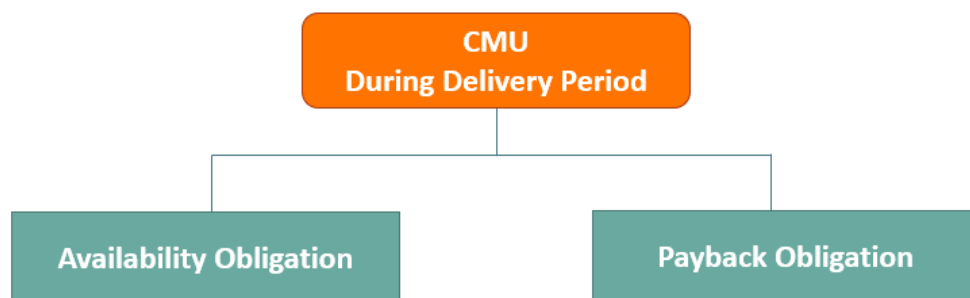 CMU
During Delivery Period
Availability Obligation
Payback Obligation